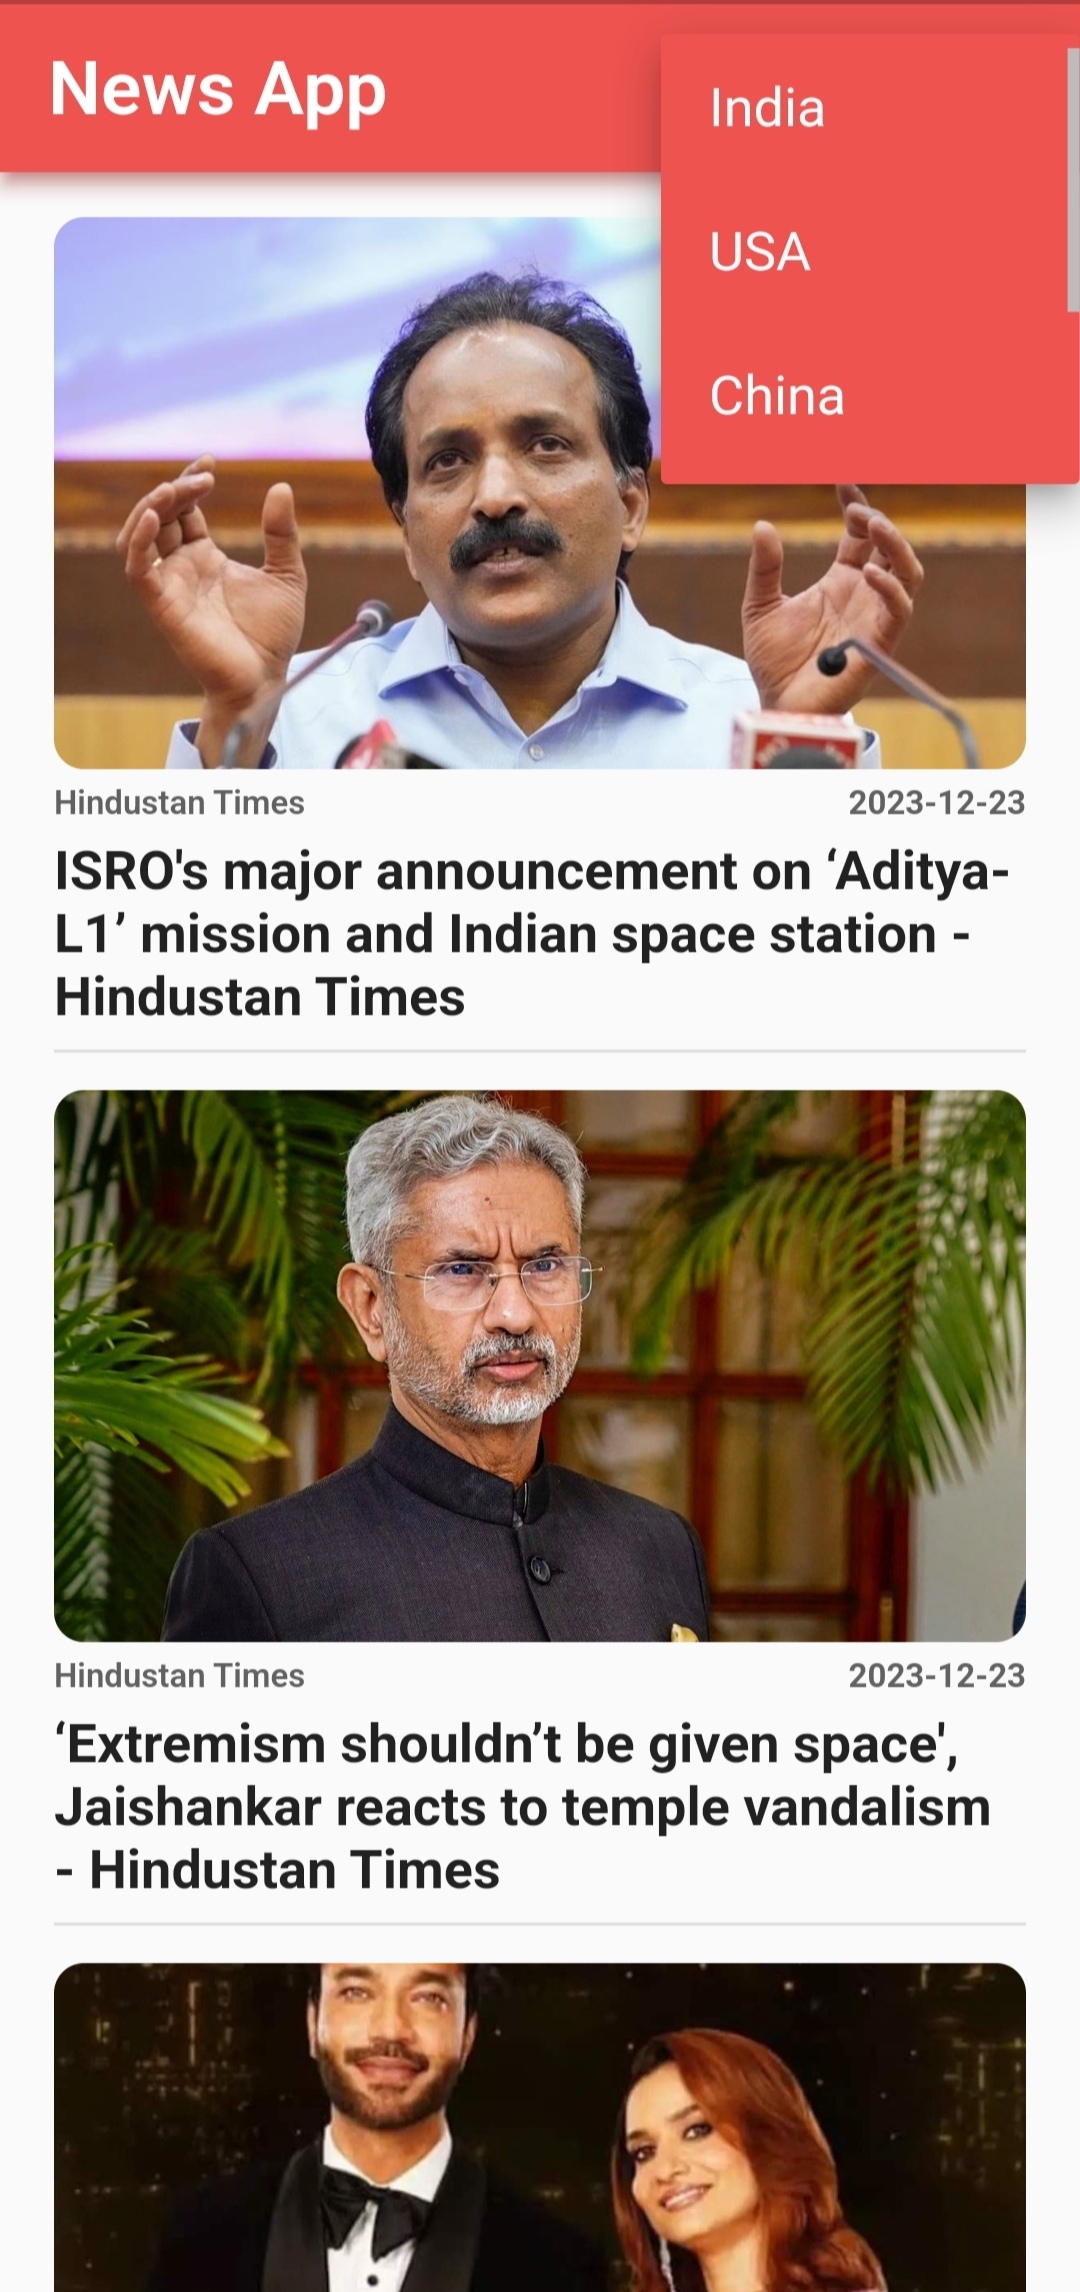 News App
India
USA
China
Hindustan Times
2023-12-23
ISRO's major announcement on ‘Aditya-
L1’ mission and Indian space station -
Hindustan Times
Hindustan Times
2023-12-23
‘Extremism shouldn’t be given space',
Jaishankar reacts to temple vandalism
- Hindustan Times